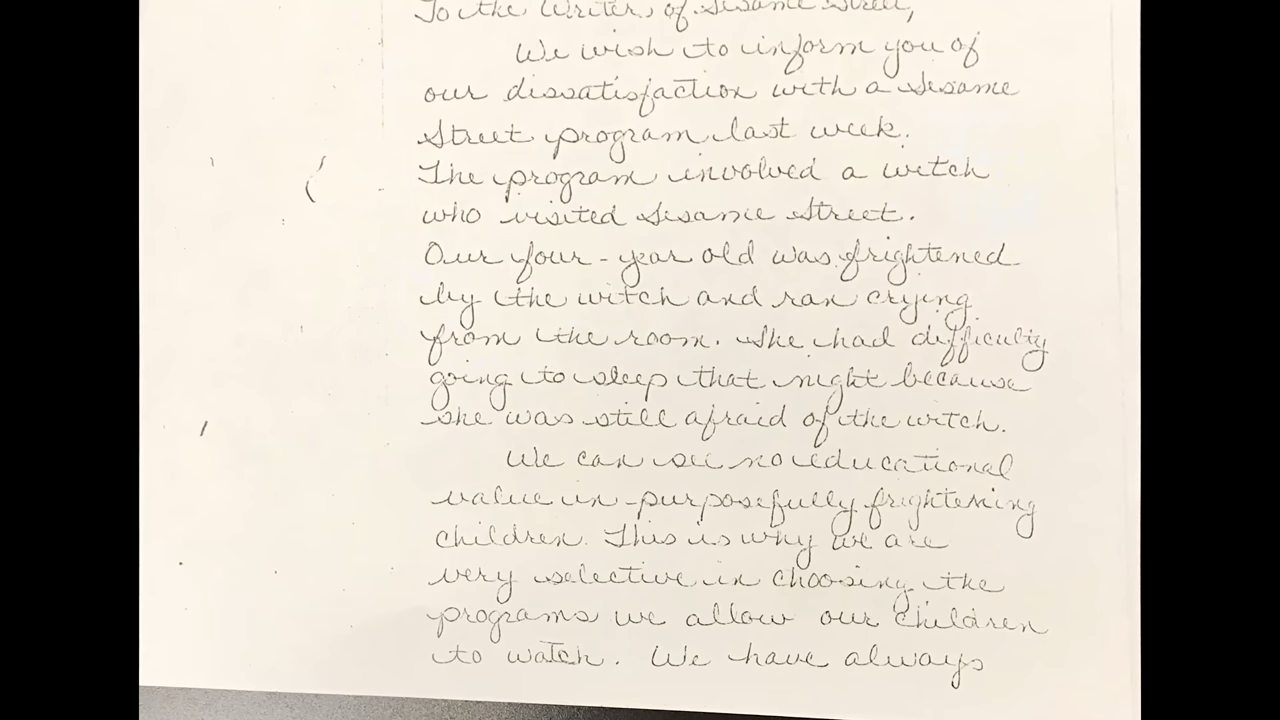 To the Writers of Sesame Street,
We wish to inform you of
our dissatisfaction with a Sesame
Street program last week.
The program involved a witch
who visited Sesame Street.
Our four-year old was frightened
by the witch and ran crying
from the room. She had difficulty
going to sleep that night because
she was still afraid of the witch.
We can see no educational
value in purposefully frightening
children. This is why we are
very selective in choosing the
programs we allow our children
to watch. We have always